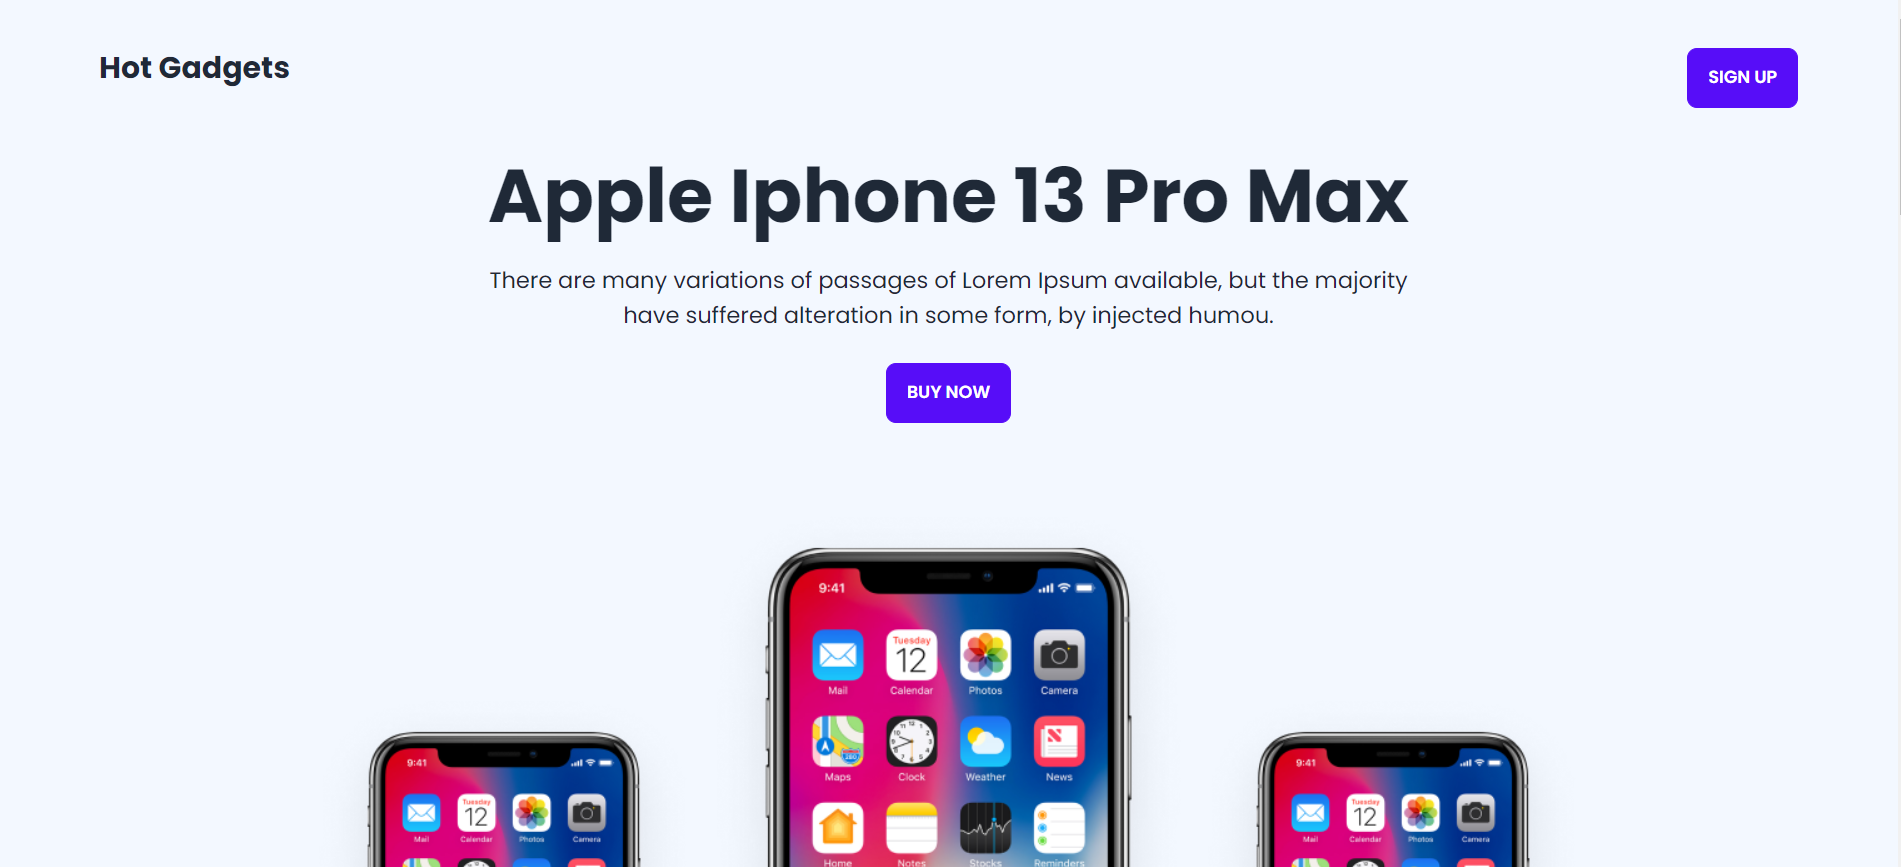 Hot Gadgets
SIGN UP
Apple Iphone 13 Pro Max
There are many variations of passages of Lorem Ipsum available, but the majority
have suffered alteration in some form, by injected humou.
BUY NOW
9:41
Tuesday
12
Mail Calendar Photos Camera
280
Maps Clock Weather News
Home Notes Stocks Reminders
9:41
Tuesday
12
Mail Calendar Photos Camera
9:41
Tuesday
12
Mail Calendar Photos Camera